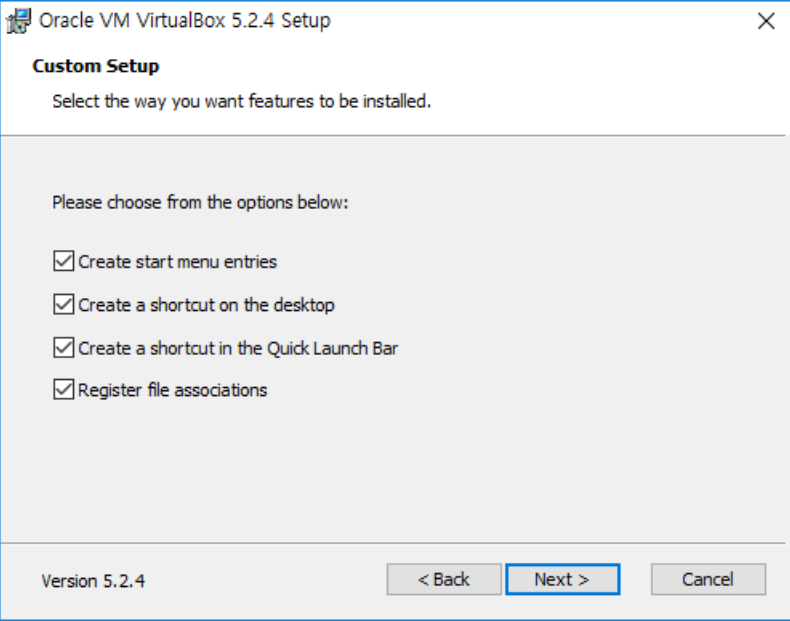 Oracle VM VirtualBox 5.2.4 Setup
Custom Setup
Select the way you want features to be installed.
Please choose from the options below:
Create start menu entries
Create a shortcut on the desktop
Create a shortcut in the Quick Launch Bar
Register file associations
Version 5.2.4
< Back
Next >
Cancel